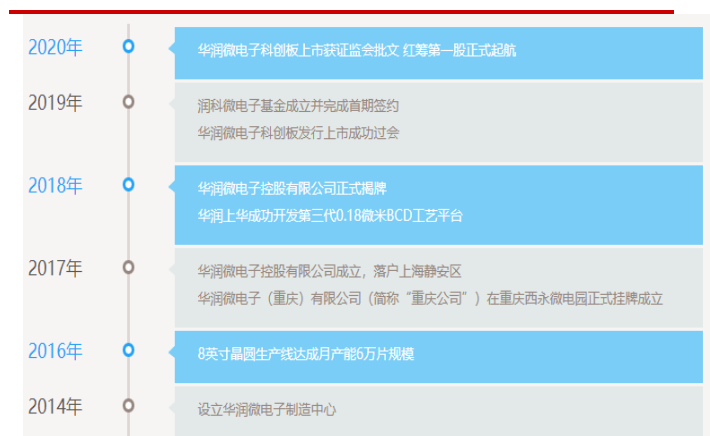 2020年
华润微电子科创板上市获证监会批文 红筹第一股正式起航
2019年
润科微电子基金成立并完成首期签约
华润微电子科创板发行上市成功过会
2018年
华润微电子控股有限公司正式揭牌
华润上华成功开发第三代0.18微米BCD工艺平台
2017年
华润微电子控股有限公司成立，落户上海静安区
华润微电子（重庆）有限公司（简称“重庆公司”）在重庆西永微电园正式挂牌成立
2016年
8英寸晶圆生产线达成月产能6万片规模
2014年
设立华润微电子制造中心